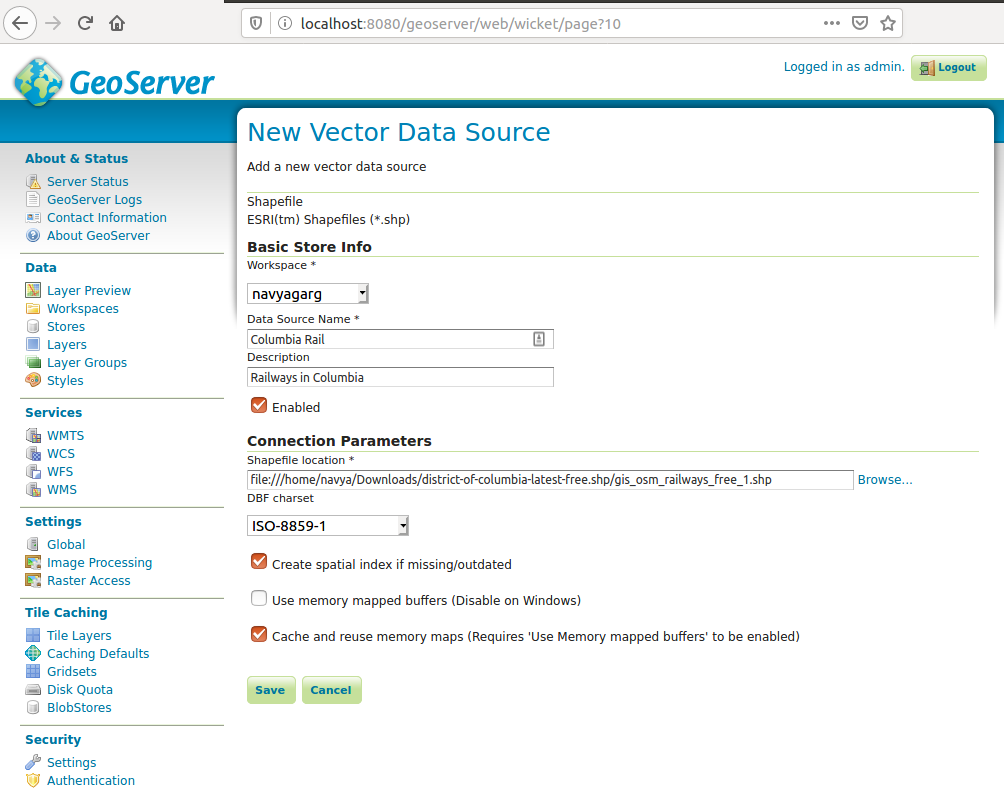 localhost:8080/geoserver/web/wicket/page?10
GeoServer
Logged in as admin.
Logout
About & Status
Server Status
GeoServer Logs
Contact Information
About GeoServer
Data
Layer Preview
Workspaces
Stores
Layers
Layer Groups
Styles
Services
WMTS
WCS
WFS
WMS
Settings
Global
Image Processing
Raster Access
Tile Caching
Tile Layers
Caching Defaults
Gridsets
Disk Quota
BlobStores
Security
Settings
Authentication
New Vector Data Source
Add a new vector data source
Shapefile
ESRI(tm) Shapefiles (*.shp)
Basic Store Info
Workspace *
navyagarg
Data Source Name *
Columbia Rail
Description
Railways in Columbia
Enabled
Connection Parameters
Shapefile location *
file:///home/navya/Downloads/district-of-columbia-latest-free.shp/gis_osm_railways_free_1.shp Browse...
DBF charset
ISO-8859-1
Create spatial index if missing/outdated
Use memory mapped buffers (Disable on Windows)
Cache and reuse memory maps (Requires 'Use Memory mapped buffers' to be enabled)
Save Cancel